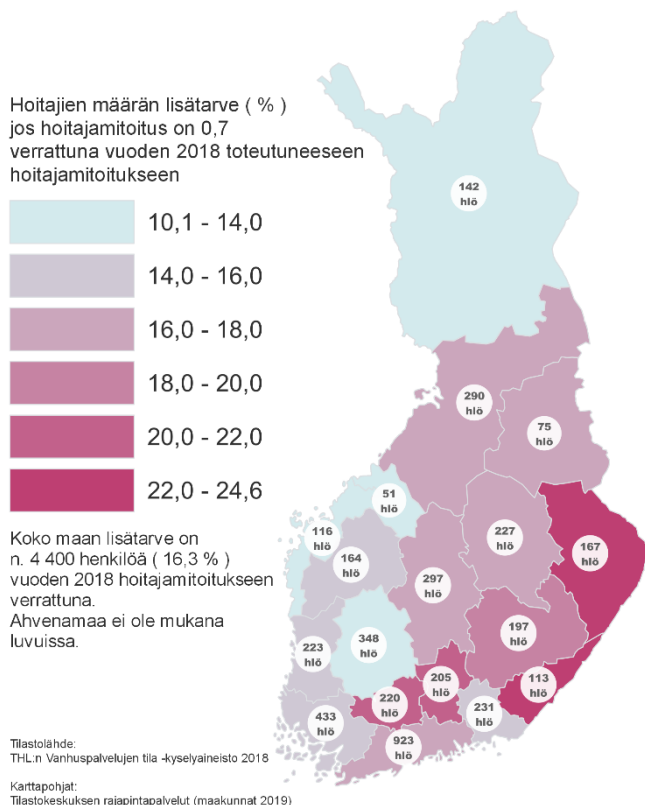 Hoitajien määrän lisätarve ( % )
jos hoitajamitoitus on 0,7
verrattuna vuoden 2018 toteutuneeseen
hoitajamitoitukseen
10,1 - 14,0
14,0 - 16,0
16,0 - 18,0
18,0 - 20,0
20,0 - 22,0
22,0 - 24,6
Koko maan lisätarve on
n. 4 400 henkilöä ( 16,3 % )
vuoden 2018 hoitajamitoitukseen
verrattuna.
Ahvenamaa ei ole mukana
luvuissa.
Tilastolähde:
THL:n Vanhuspalvelujen tila -kyselyaineisto 2018
Karttapohjat:
Tilastokeskuksen rajapintapalvelut (maakunnat 2019)
142
hlö
290
hlö
75
hlö
51
hlö
116
hlö
164
hlö
227
hlö
167
hlö
297
hlö
197
hlö
348
hlö
223
hlö
205
hlö
113
hlö
220
hlö
231
hlö
433
hlö
923
hlö